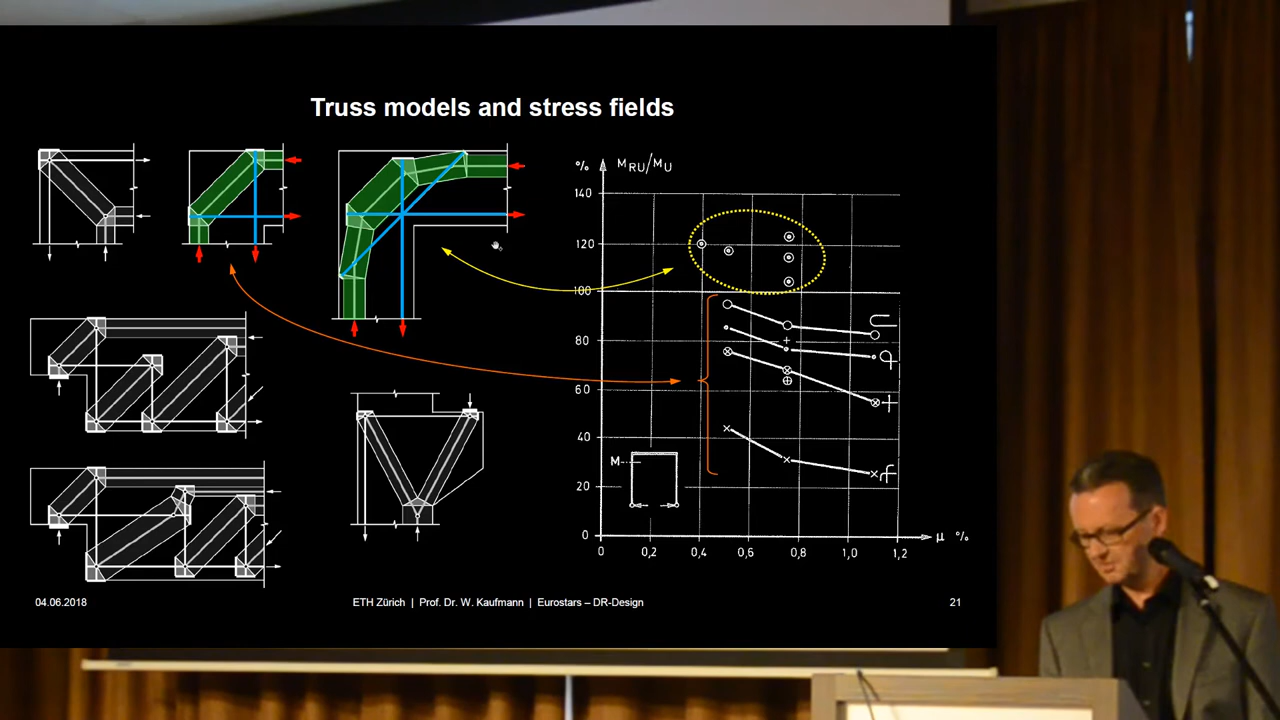 Truss models and stress fields
% M_RU/M_U
140
120
100
80
60
40
20
0
M
0 0,2 0,4 0,6 0,8 1,0 1,2
μ %
04.06.2018
ETH Zürich | Prof. Dr. W. Kaufmann | Eurostars – DR-Design
21